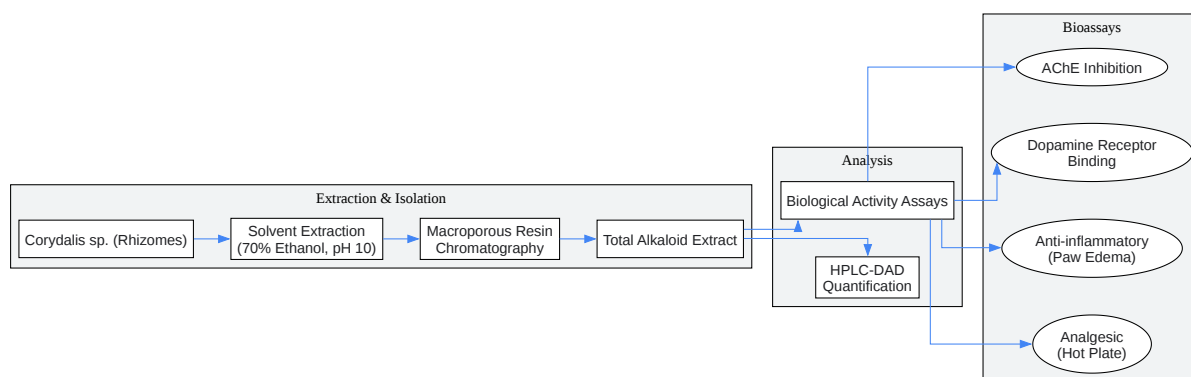 Extraction & Isolation
Corydalis sp. (Rhizomes)
Solvent Extraction
(70% Ethanol, pH 10)
Macroporous Resin
Chromatography
Total Alkaloid Extract
Analysis
Biological Activity Assays
HPLC-DAD
Quantification
Bioassays
AChE Inhibition
Dopamine Receptor
Binding
Anti-inflammatory
(Paw Edema)
Analgesic
(Hot Plate)